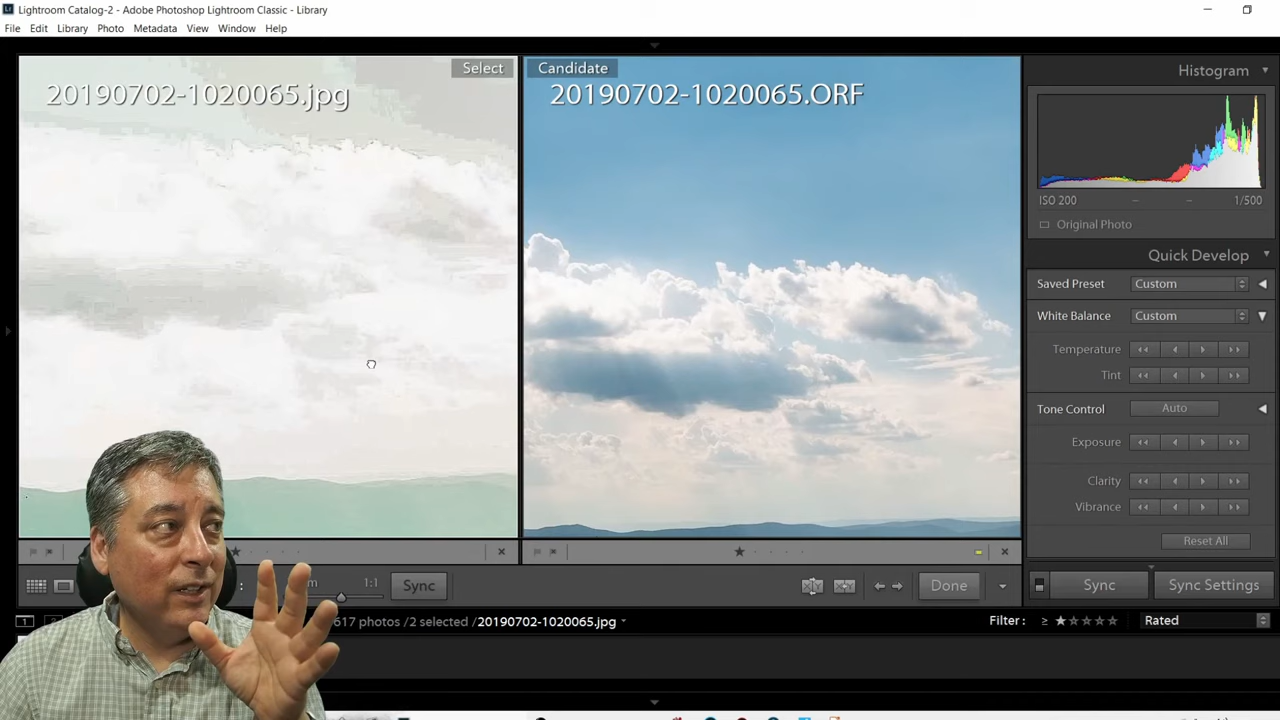 Lr Lightroom Catalog-2 - Adobe Photoshop Lightroom Classic - Library
File Edit Library Photo Metadata View Window Help
Select
20190702-1020065.jpg
Candidate
20190702-1020065.ORF
Histogram
ISO 200 – – 1/500
Original Photo
Quick Develop
Saved Preset Custom
White Balance Custom
Temperature
Tint
Tone Control Auto
Exposure
Clarity
Vibrance
Reset All
m 1:1 Sync
Done
Sync Sync Settings
1
617 photos /2 selected /20190702-1020065.jpg
Filter: ≥ Rated